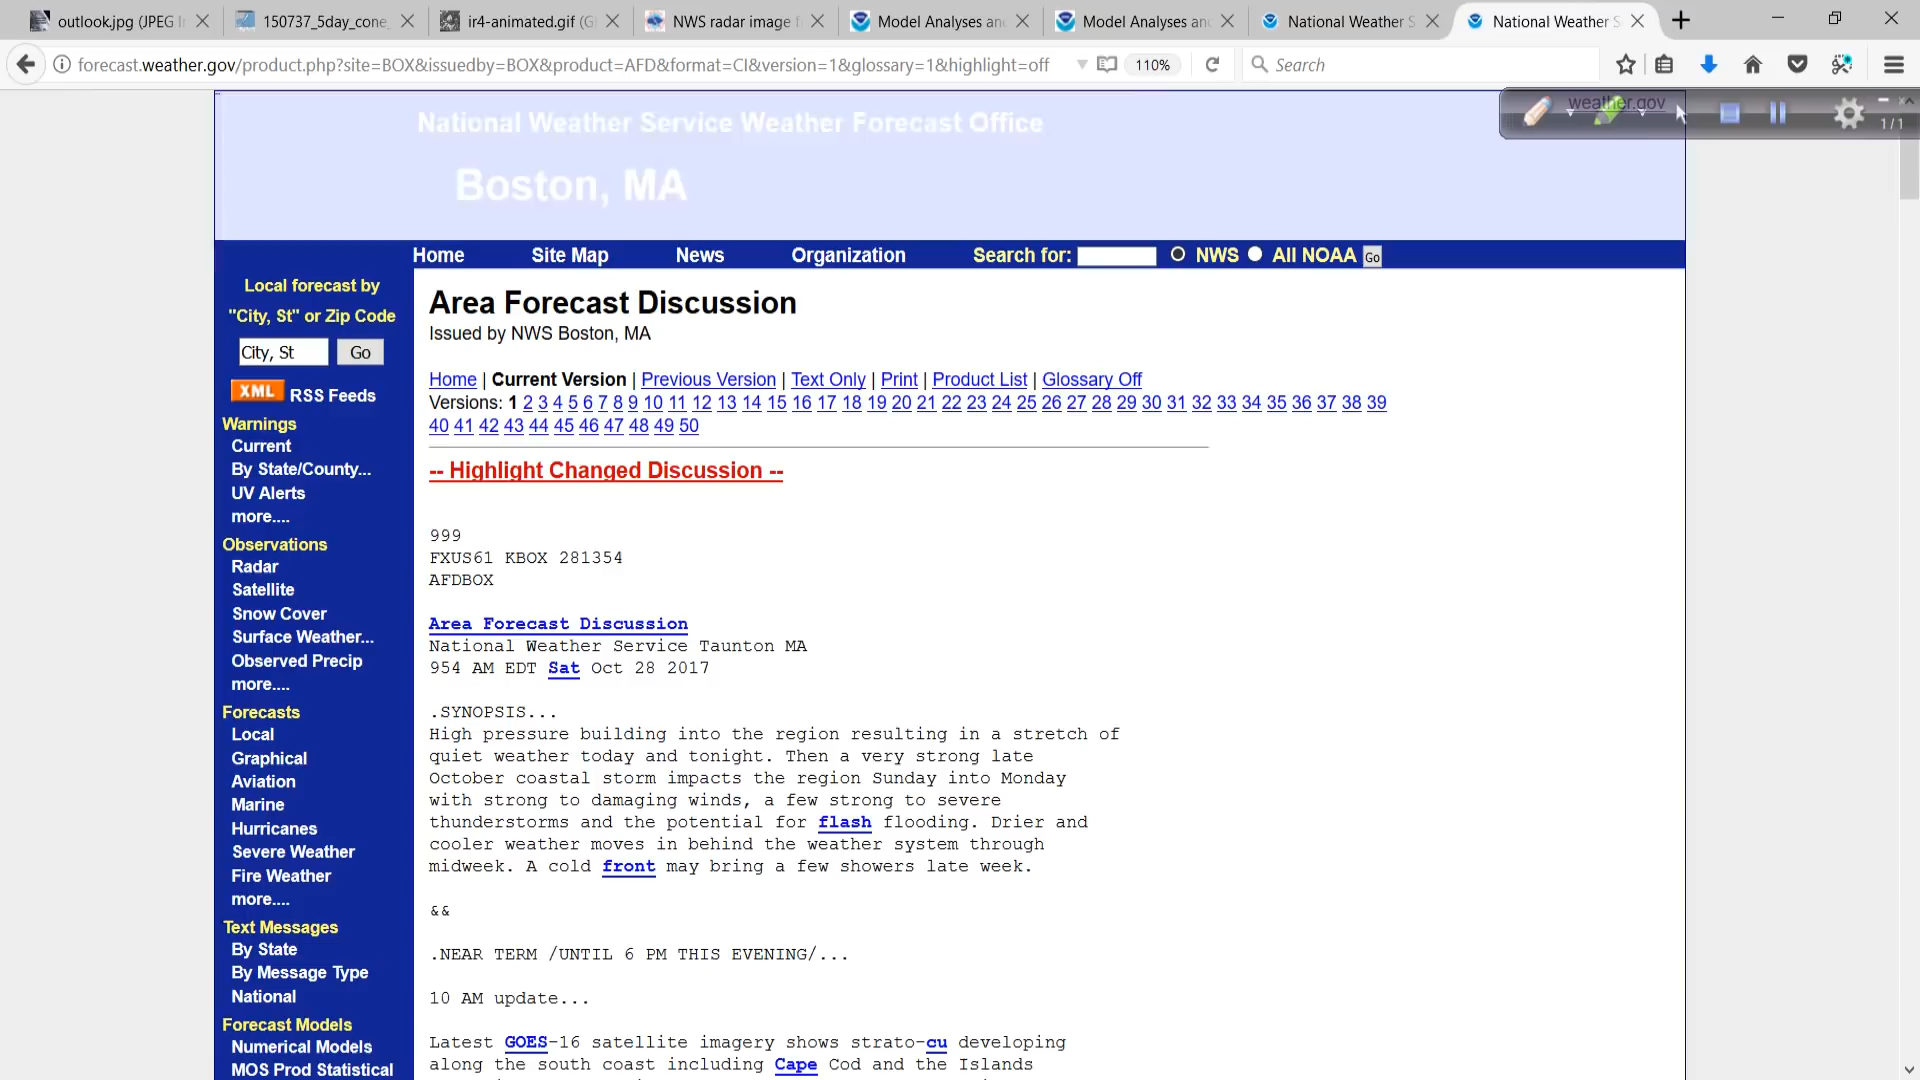 outlook.jpg (JPEG I
150737_5day_cone_
ir4-animated.gif (G
NWS radar image f
Model Analyses and
Model Analyses and
National Weather S
National Weather S
forecast.weather.gov/product.php?site=BOX&issuedby=BOX&product=AFD&format=CI&version=1&glossary=1&highlight=off
110%
Search
weather.gov
1/1
National Weather Service Weather Forecast Office
Boston, MA
Home Site Map News Organization Search for: NWS All NOAA Go
Local forecast by
"City, St" or Zip Code
City, St Go
XML RSS Feeds
Warnings
Current
By State/County...
UV Alerts
more....
Observations
Radar
Satellite
Snow Cover
Surface Weather...
Observed Precip
more....
Forecasts
Local
Graphical
Aviation
Marine
Hurricanes
Severe Weather
Fire Weather
more....
Text Messages
By State
By Message Type
National
Forecast Models
Numerical Models
MOS Prod Statistical
Area Forecast Discussion
Issued by NWS Boston, MA
Home | Current Version | Previous Version | Text Only | Print | Product List | Glossary Off
Versions: 1 2 3 4 5 6 7 8 9 10 11 12 13 14 15 16 17 18 19 20 21 22 23 24 25 26 27 28 29 30 31 32 33 34 35 36 37 38 39
40 41 42 43 44 45 46 47 48 49 50
-- Highlight Changed Discussion --
999
FXUS61 KBOX 281354
AFDBOX
Area Forecast Discussion
National Weather Service Taunton MA
954 AM EDT Sat Oct 28 2017
.SYNOPSIS...
High pressure building into the region resulting in a stretch of
quiet weather today and tonight. Then a very strong late
October coastal storm impacts the region Sunday into Monday
with strong to damaging winds, a few strong to severe
thunderstorms and the potential for flash flooding. Drier and
cooler weather moves in behind the weather system through
midweek. A cold front may bring a few showers late week.
&&
.NEAR TERM /UNTIL 6 PM THIS EVENING/...
10 AM update...
Latest GOES-16 satellite imagery shows strato-cu developing
along the south coast including Cape Cod and the Islands